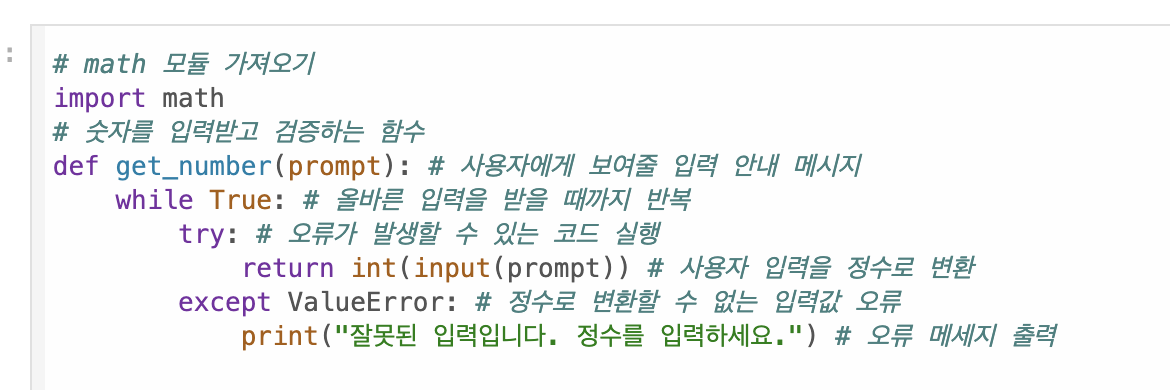 # math 모듈 가져오기
import math
# 숫자를 입력받고 검증하는 함수
def get_number(prompt): # 사용자에게 보여줄 입력 안내 메시지
    while True: # 올바른 입력을 받을 때까지 반복
        try: # 오류가 발생할 수 있는 코드 실행
            return int(input(prompt)) # 사용자 입력을 정수로 변환
        except ValueError: # 정수로 변환할 수 없는 입력값 오류
            print("잘못된 입력입니다. 정수를 입력하세요.") # 오류 메세지 출력